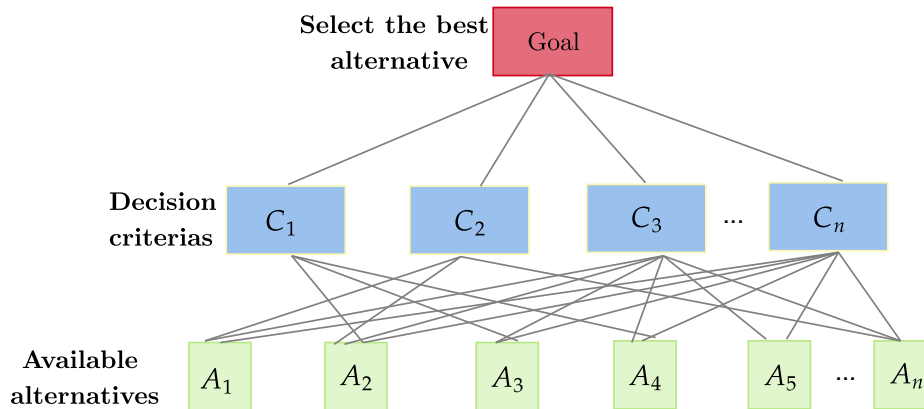 Select the best
alternative
Goal
Decision
criterias
C₁
C₂
C₃
...
Cₙ
Available
alternatives
A₁
A₂
A₃
A₄
A₅
...
Aₙ